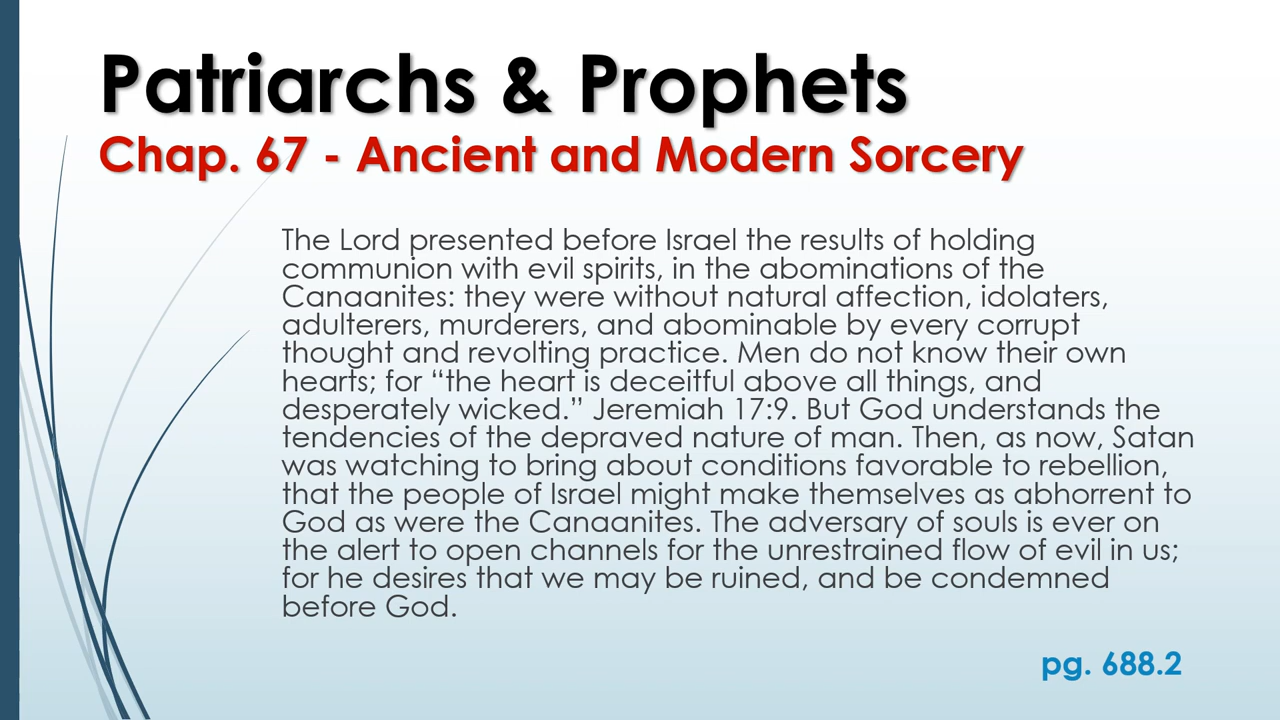 Patriarchs & Prophets
Chap. 67 - Ancient and Modern Sorcery
The Lord presented before Israel the results of holding
communion with evil spirits, in the abominations of the
Canaanites: they were without natural affection, idolaters,
adulterers, murderers, and abominable by every corrupt
thought and revolting practice. Men do not know their own
hearts; for “the heart is deceitful above all things, and
desperately wicked.” Jeremiah 17:9. But God understands the
tendencies of the depraved nature of man. Then, as now, Satan
was watching to bring about conditions favorable to rebellion,
that the people of Israel might make themselves as abhorrent to
God as were the Canaanites. The adversary of souls is ever on
the alert to open channels for the unrestrained flow of evil in us;
for he desires that we may be ruined, and be condemned
before God.
pg. 688.2